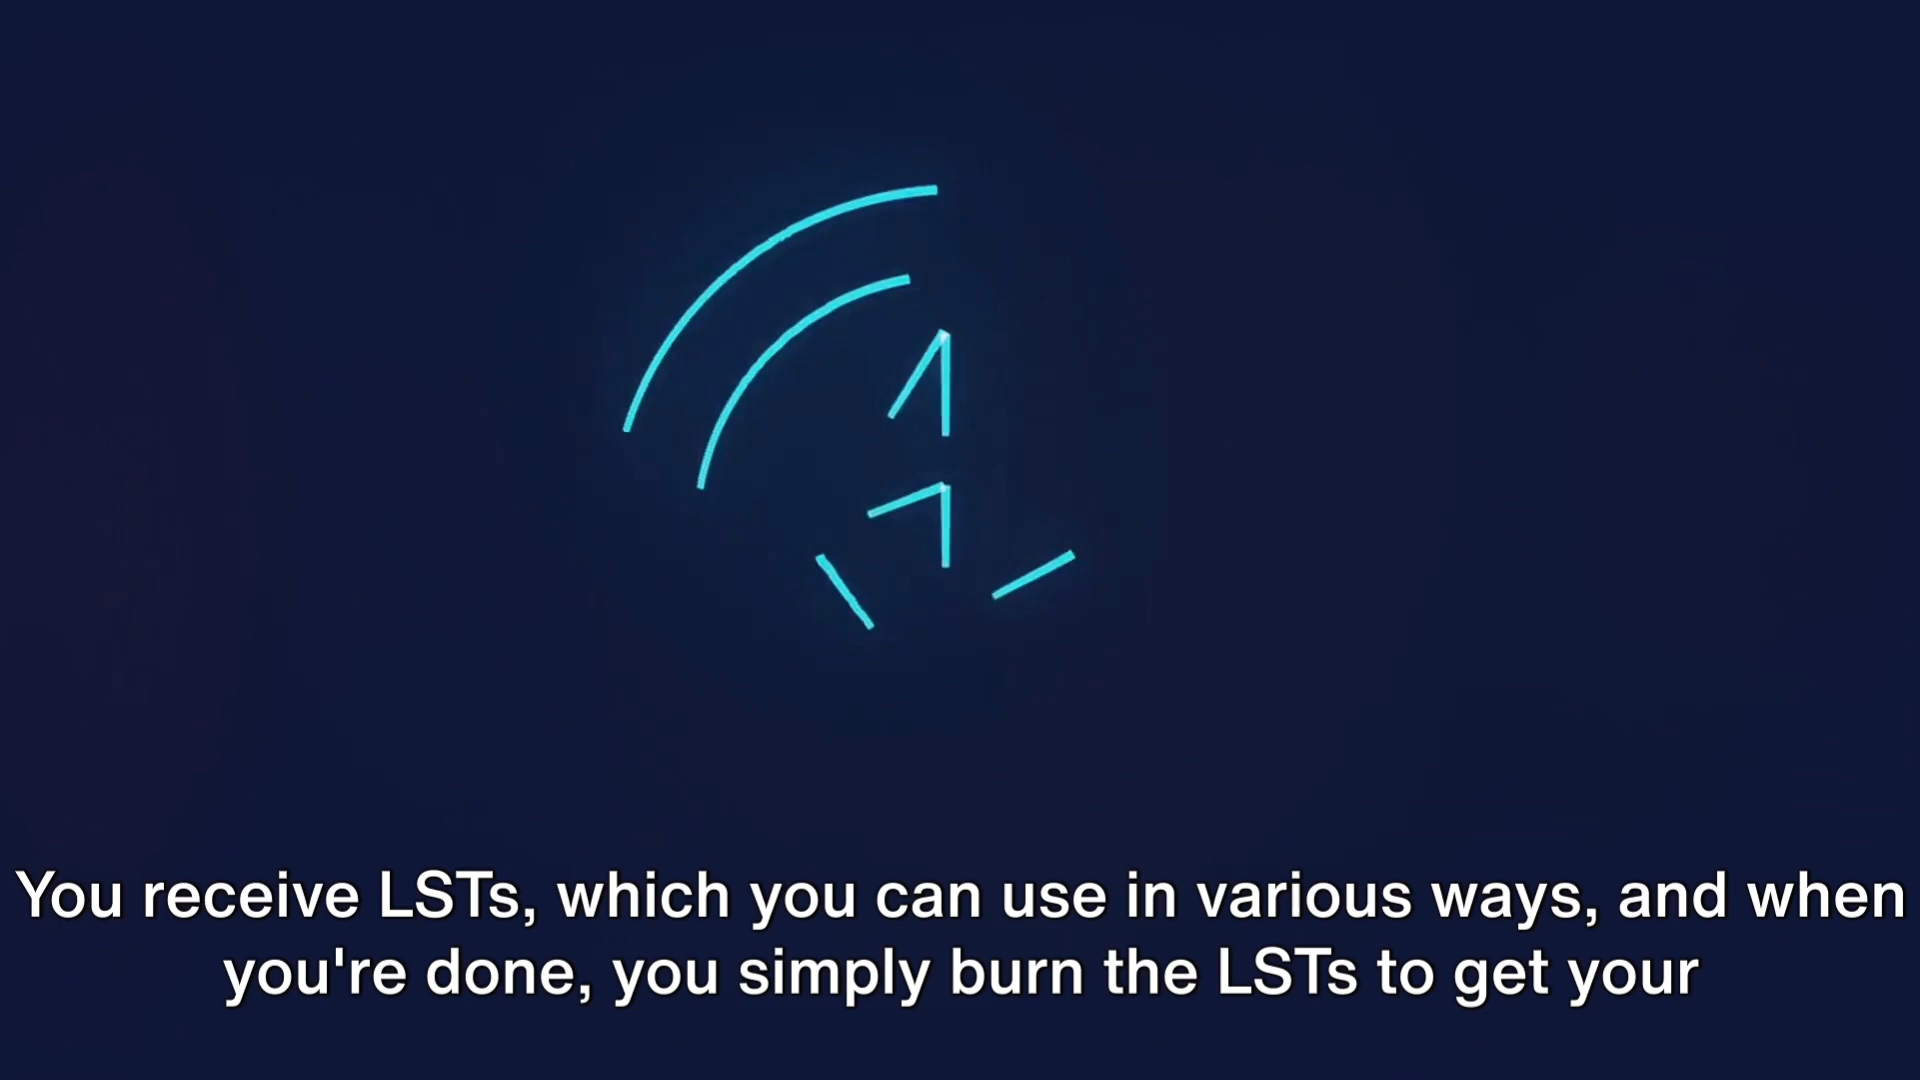 You receive LSTs, which you can use in various ways, and when
you're done, you simply burn the LSTs to get your